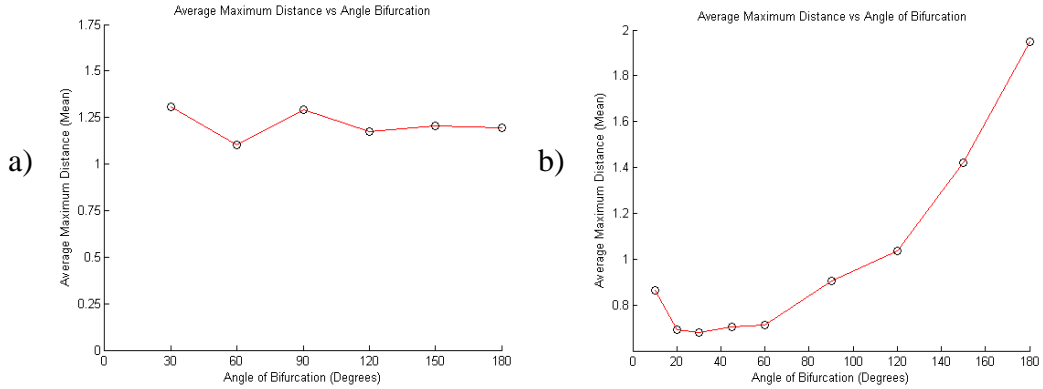 a)
Average Maximum Distance vs Angle Bifurcation
Average Maximum Distance (Mean)
1.75
1.5
1.25
1
0.75
0.5
0.25
0
0 30 60 90 120 150 180
Angle of Bifurcation (Degrees)
b)
Average Maximum Distance vs Angle of Bifurcation
Average Maximum Distance (Mean)
2
1.8
1.6
1.4
1.2
1
0.8
0 20 40 60 80 100 120 140 160 180
Angle of Bifurcation (Degrees)